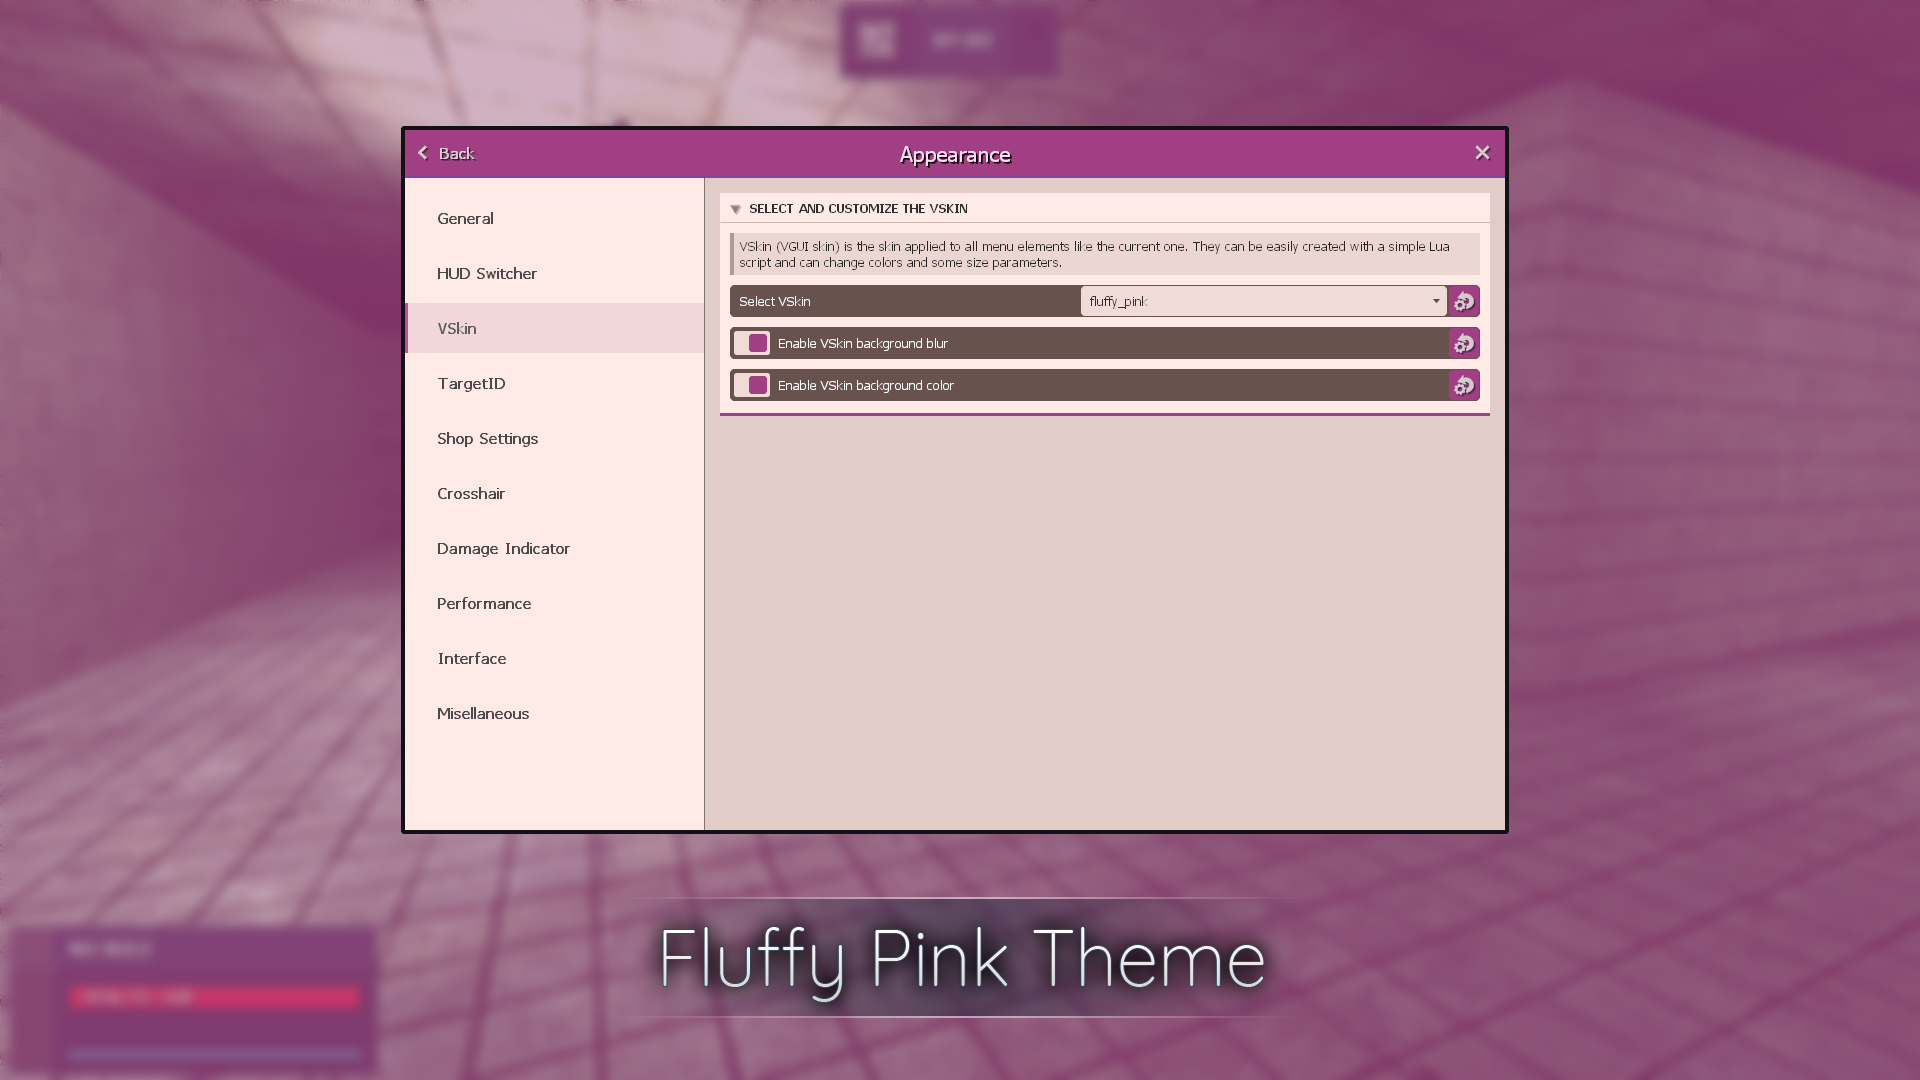 Back
Appearance
General
HUD Switcher
VSkin
TargetID
Shop Settings
Crosshair
Damage Indicator
Performance
Interface
Misellaneous
SELECT AND CUSTOMIZE THE VSKIN
VSkin (VGUI skin) is the skin applied to all menu elements like the current one. They can be easily created with a simple Lua
script and can change colors and some size parameters.
Select VSkin
fluffy_pink
Enable VSkin background blur
Enable VSkin background color
Fluffy Pink Theme